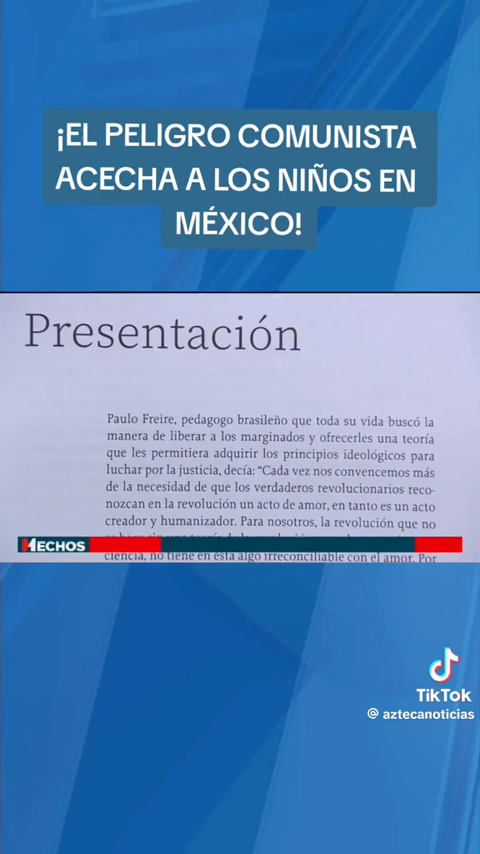 ¡EL PELIGRO COMUNISTA
ACECHA A LOS NIÑOS EN
MÉXICO!
Presentación
Paulo Freire, pedagogo brasileño que toda su vida buscó la
manera de liberar a los marginados y ofrecerles una teoría
que les permitiera adquirir los principios ideológicos para
luchar por la justicia, decía: “Cada vez nos convencemos más
de la necesidad de que los verdaderos revolucionarios reco-
nozcan en la revolución un acto de amor, en tanto es un acto
creador y humanizador. Para nosotros, la revolución que no
HECHOS
ciencia, no tiene en esta algo irreconciliable con el amor. Por
TikTok
@ aztecanoticias